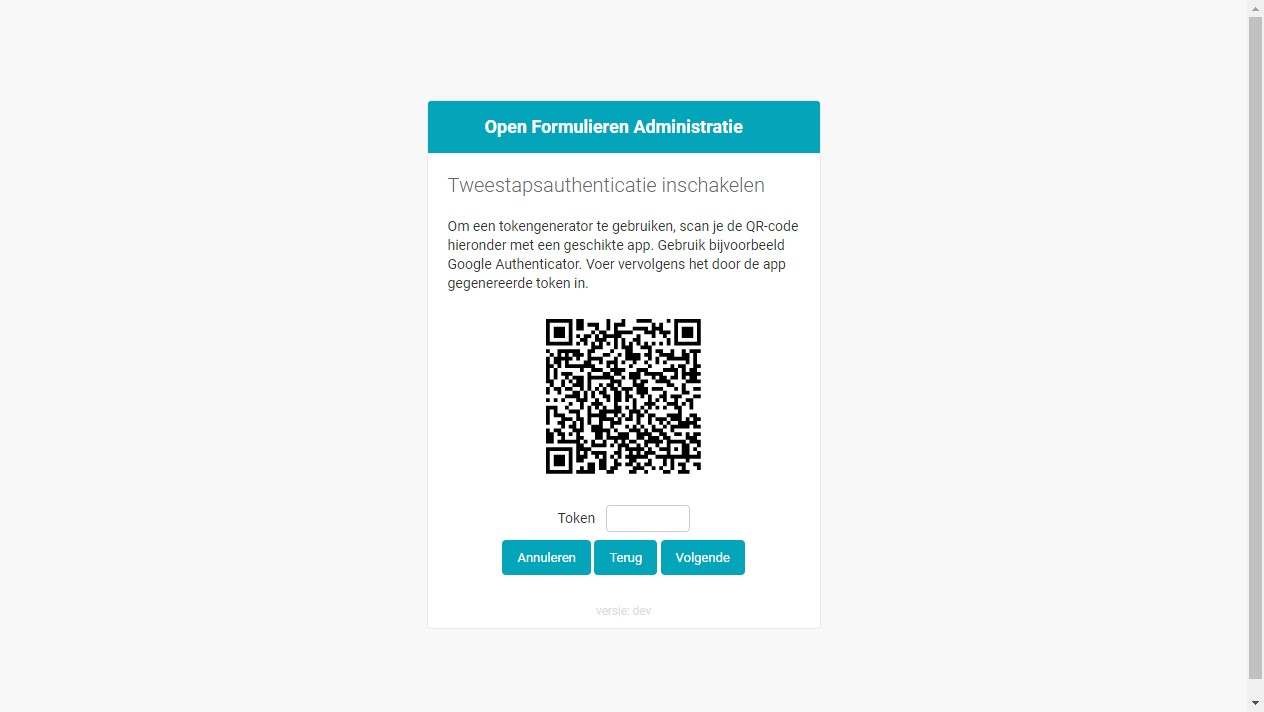 Open Formulieren Administratie
Tweestapsauthenticatie inschakelen
Om een tokengenerator te gebruiken, scan je de QR-code
hieronder met een geschikte app. Gebruik bijvoorbeeld
Google Authenticator. Voer vervolgens het door de app
gegenereerde token in.
Token
Annuleren Terug Volgende
versie: dev